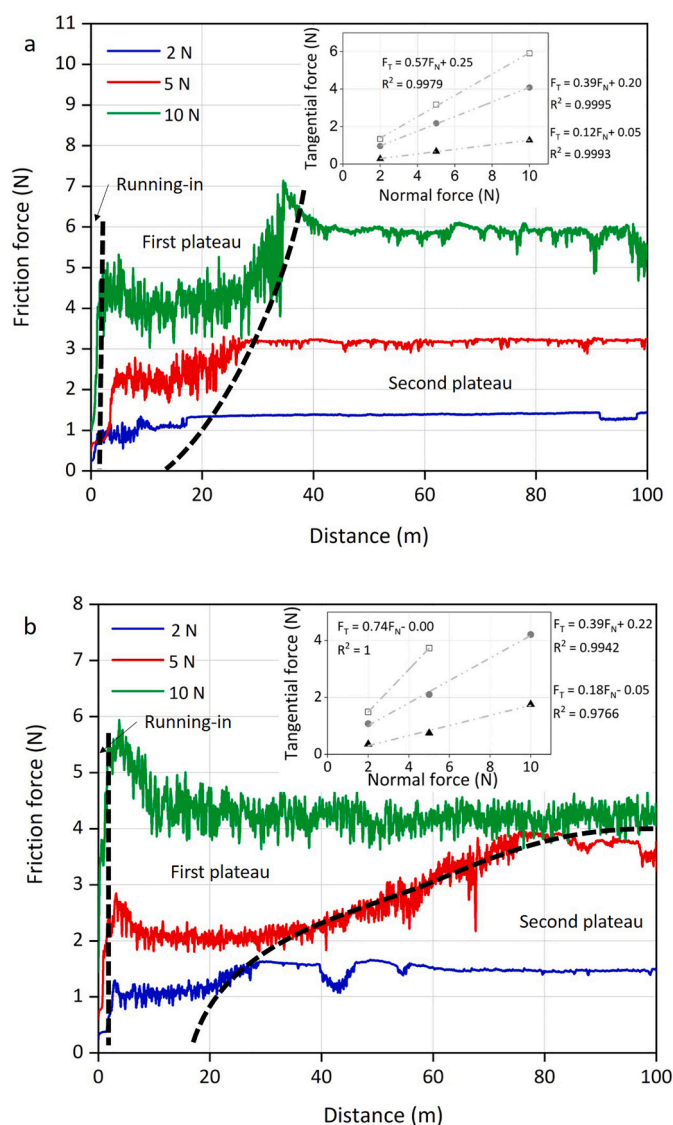 a
11
10
9
8
7
6
5
4
3
2
1
0
Friction force (N)
2 N
5 N
10 N
Running-in
First plateau
Second plateau
0 20 40 60 80 100
Distance (m)
Tangential force (N)
6
4
2
0
0 2 4 6 8 10
Normal force (N)
F_T = 0.57F_N + 0.25
R² = 0.9979
F_T = 0.39F_N + 0.20
R² = 0.9995
F_T = 0.12F_N + 0.05
R² = 0.9993
b
8
7
6
5
4
3
2
1
0
Friction force (N)
2 N
5 N
10 N
Running-in
First plateau
Second plateau
0 20 40 60 80 100
Distance (m)
Tangential force (N)
4
2
0
0 2 4 6 8 10
Normal force (N)
F_T = 0.74F_N – 0.00
R² = 1
F_T = 0.39F_N + 0.22
R² = 0.9942
F_T = 0.18F_N – 0.05
R² = 0.9766